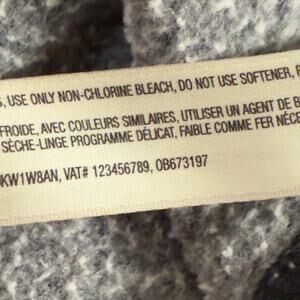 , USE ONLY NON-CHLORINE BLEACH, DO NOT USE SOFTENER,
FROIDE, AVEC COULEURS SIMILAIRES, UTILISER UN AGENT DE
SÈCHE-LINGE PROGRAMME DÉLICAT, FAIBLE COMME FER
KW1W8AN, VAT# 123456789, 0B673197